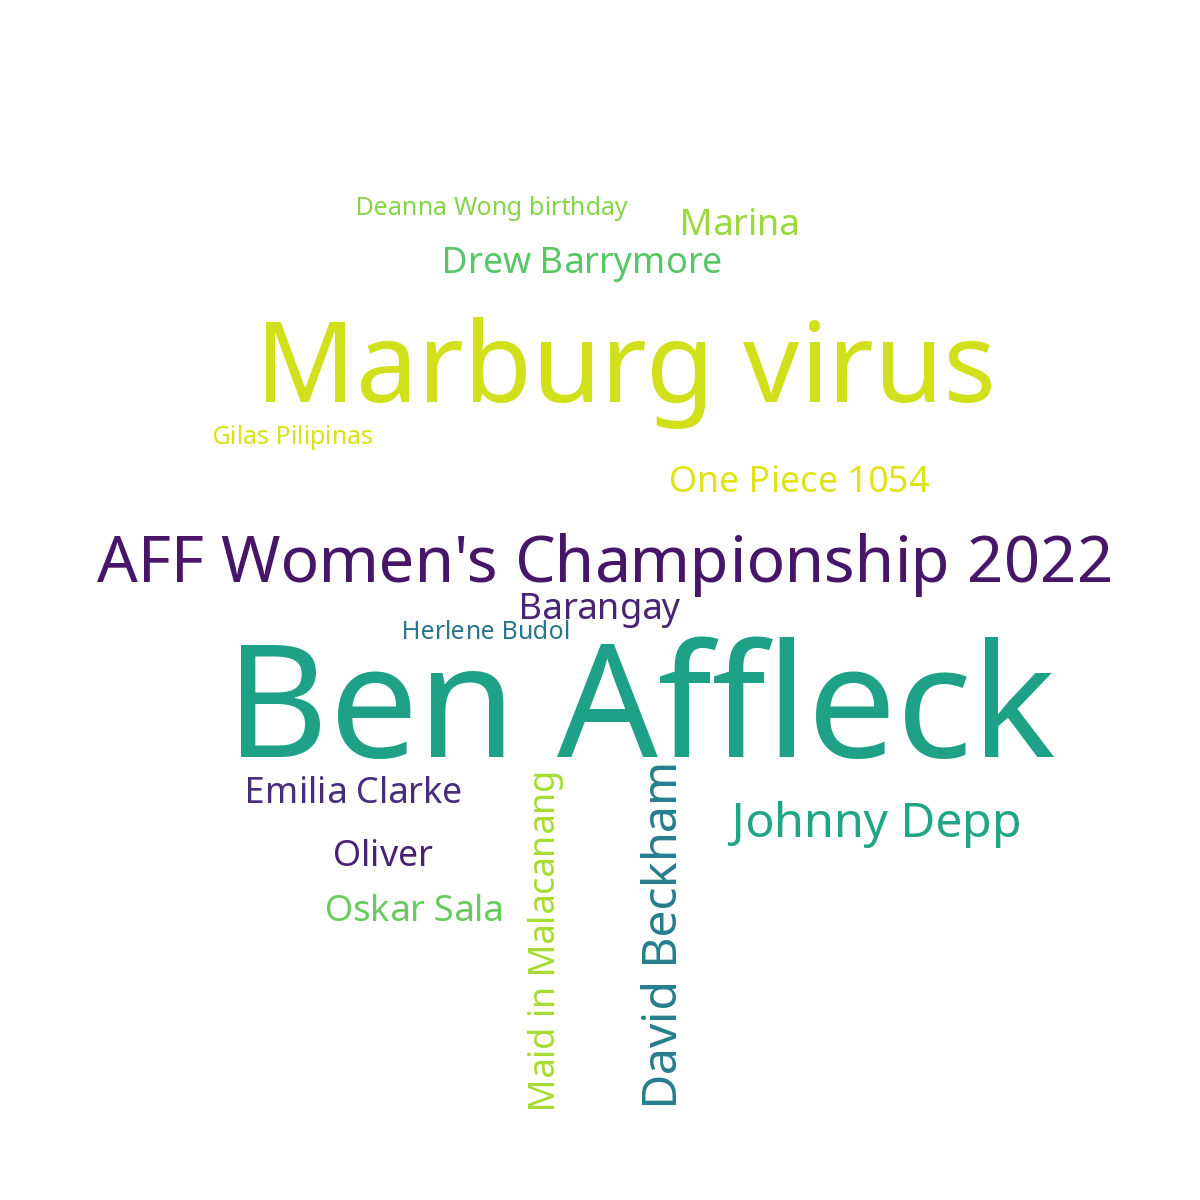 Deanna Wong birthday
Marina
Drew Barrymore
Marburg virus
Gilas Pilipinas
One Piece 1054
AFF Women's Championship 2022
Barangay
Herlene Budol
Ben Affleck
Emilia Clarke
Johnny Depp
Oliver
Oskar Sala
Maid in Malacanang
David Beckham